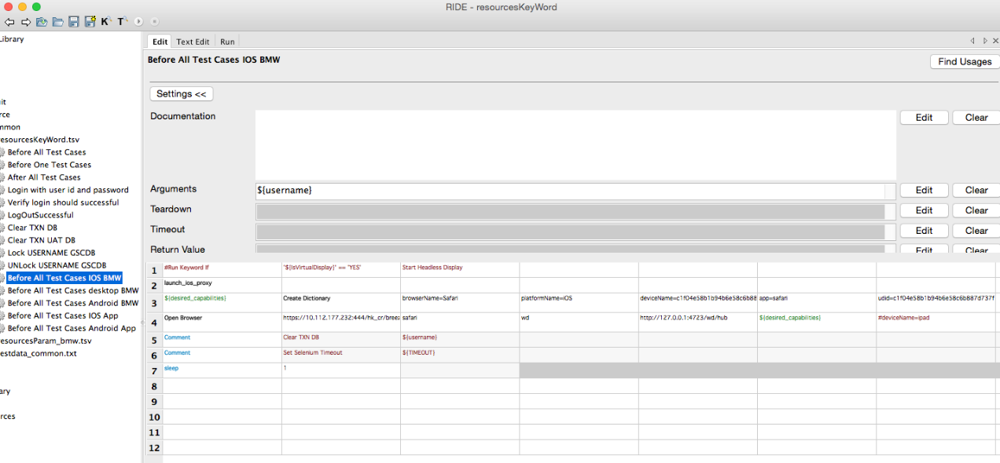 RIDE - resourcesKeyWord
K T
Library
Edit Text Edit Run
Before All Test Cases IOS BMW
Find Usages
Settings <<
Documentation
Edit Clear
Arguments
${username}
Edit Clear
Teardown
Edit Clear
Timeout
Edit Clear
Return Value
Edit Clear
it
rce
mmon
resourcesKeyWord.tsv
Before All Test Cases
Before One Test Cases
After All Test Cases
Login with user id and password
Verify login should successful
LogOutSuccessful
Clear TXN DB
Clear TXN UAT DB
Lock USERNAME GSCDB
UNLock USERNAME GSCDB
Before All Test Cases IOS BMW
Before All Test Cases desktop BMW
Before All Test Cases Android BMW
Before All Test Cases IOS App
Before All Test Cases Android App
resourcesParam_bmw.tsv
estdata_common.txt
ary
rces
1 #Run Keyword If "${IsVirtualDisplay}" == "YES" Start Headless Display
2 launch_ios_proxy
3 ${desired_capabilities} Create Dictionary browserName=Safari platformName=iOS deviceName=c1f04e58b1b94b6e58c6b88 app=safari udid=c1f04e58b1b94b6e58c6b887d737f
4 Open Browser https://10.112.177.232:444/hk_cr/breez safari wd http://127.0.0.1:4723/wd/hub ${desired_capabilities} #deviceName=ipad
5 Comment Clear TXN DB ${username}
6 Comment Set Selenium Timeout ${TIMEOUT}
7 sleep 1
8
9
10
11
12